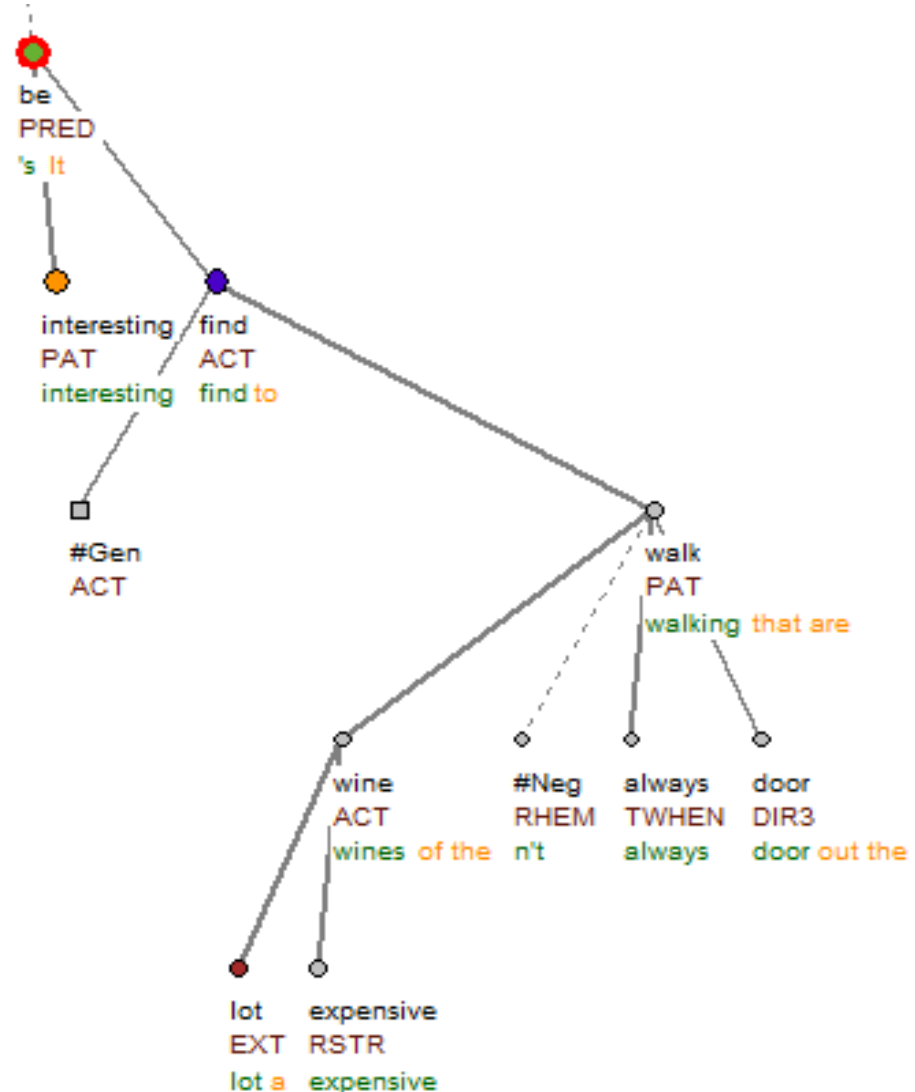 be
PRED
's It
interesting find
PAT ACT
interesting find to
#Gen
ACT
walk
PAT
walking that are
wine #Neg always door
ACT RHEM TWHEN DIR3
wines of the n't always door out the
lot expensive
EXT RSTR
lot a expensive